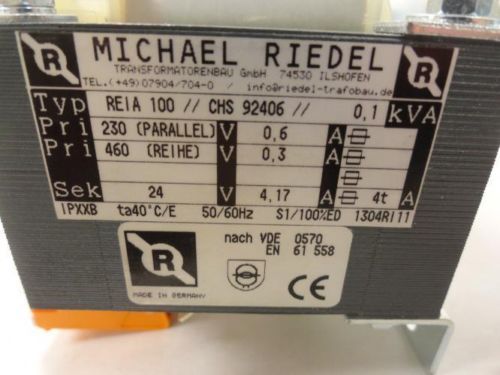 MICHAEL RIEDEL
TRANSFORMATORENBAU GmbH 74530 ILSHOFEN
TEL.(+49)07904/704-0 / info@riedel-trafobau.de
R
R
Typ REIA 100 // CHS 92406 // 0,1 kVA
Pri 230 (PARALLEL) V 0,6 A
Pri 460 (REIHE) V 0,3 A
Sek 24 V 4,17 A 4t A
IPXXB ta40°C/E 50/60Hz S1/100%ED 1304RI11
R
MADE IN GERMANY
nach VDE 0570
EN 61 558
CE